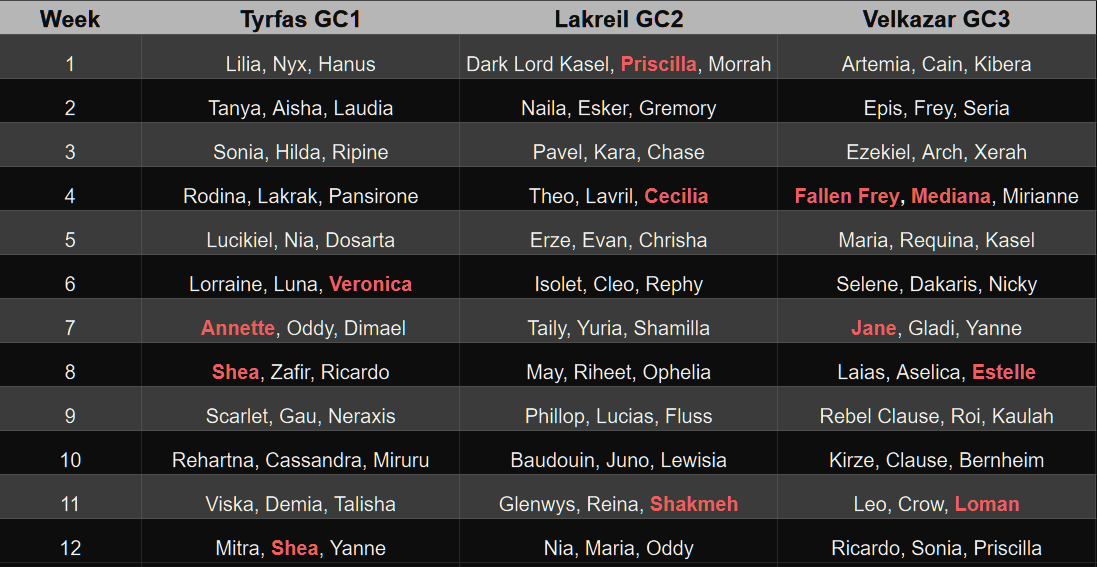 Week Tyrfas GC1 Lakreil GC2 Velkazar GC3
1 Lilia, Nyx, Hanus Dark Lord Kasel, Priscilla, Morrah Artemia, Cain, Kibera
2 Tanya, Aisha, Laudia Naila, Esker, Gremory Epis, Frey, Seria
3 Sonia, Hilda, Ripine Pavel, Kara, Chase Ezekiel, Arch, Xerah
4 Rodina, Lakrak, Pansirone Theo, Lavril, Cecilia Fallen Frey, Mediana, Mirianne
5 Lucikiel, Nia, Dosarta Erze, Evan, Chrisha Maria, Requina, Kasel
6 Lorraine, Luna, Veronica Isolet, Cleo, Rephy Selene, Dakaris, Nicky
7 Annette, Oddy, Dimael Taily, Yuria, Shamilla Jane, Gladi, Yanne
8 Shea, Zafir, Ricardo May, Riheet, Ophelia Laias, Aselica, Estelle
9 Scarlet, Gau, Neraxis Phillop, Lucias, Fluss Rebel Clause, Roi, Kaulah
10 Rehartna, Cassandra, Miruru Baudouin, Juno, Lewisia Kirze, Clause, Bernheim
11 Viska, Demia, Talisha Glenwys, Reina, Shakmeh Leo, Crow, Loman
12 Mitra, Shea, Yanne Nia, Maria, Oddy Ricardo, Sonia, Priscilla